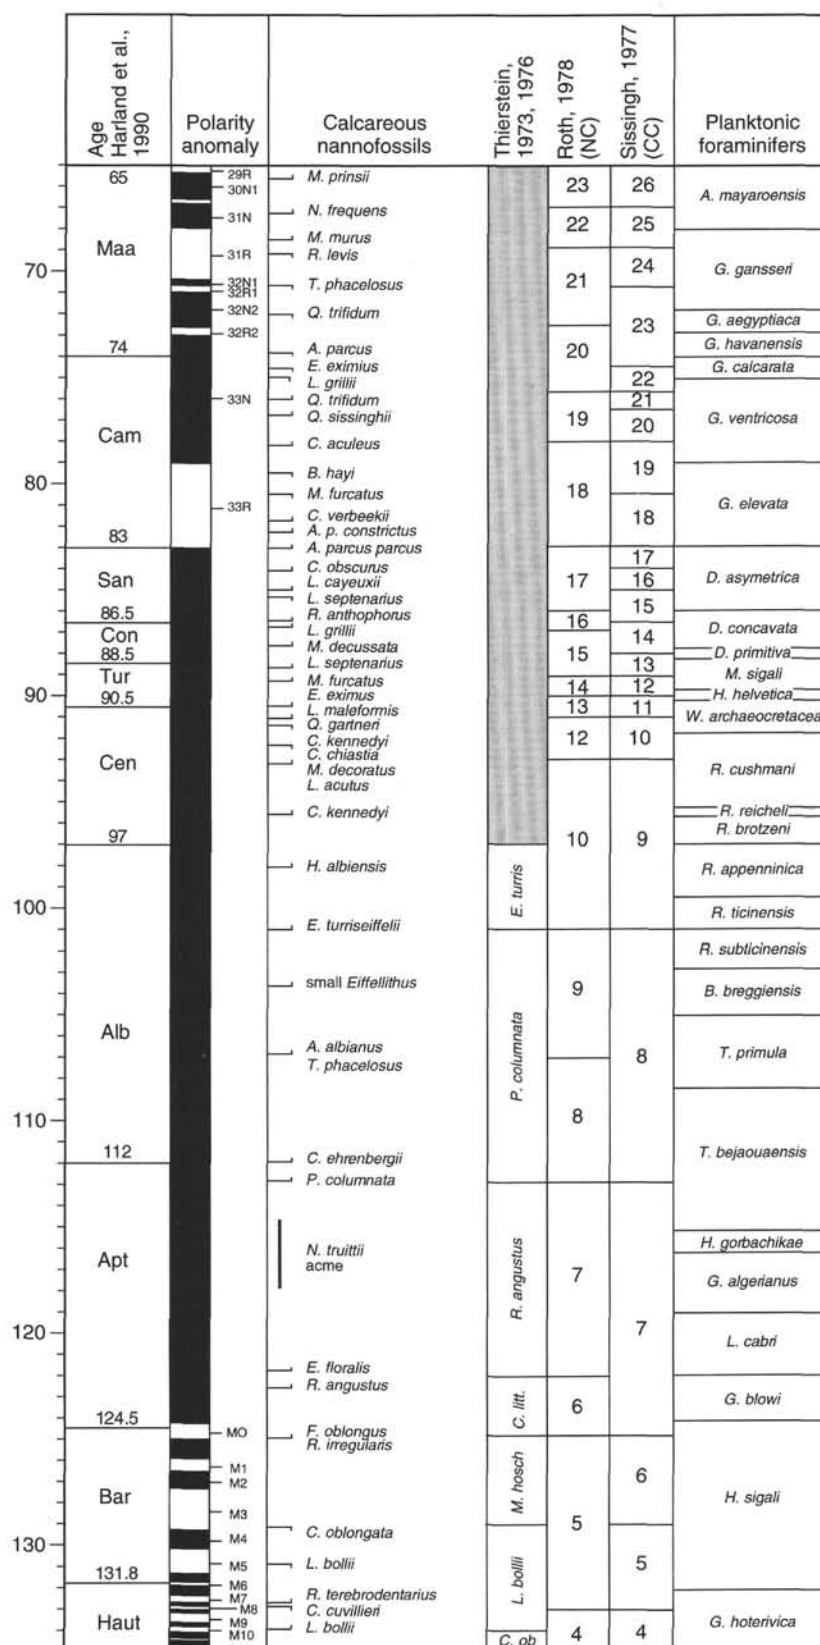 Age
Harland et al.,
1990
Polarity
anomaly
Calcareous
nannofossils
Thierstein,
1973, 1976
Roth, 1978
(NC)
Sissingh, 1977
(CC)
Planktonic
foraminifers
70
80
90
100
110
120
130
65
Maa
74
Cam
83
San
86.5
Con
88.5
Tur
90.5
Cen
97
Alb
112
Apt
124.5
Bar
131.8
Haut
29R
30N1
31N
31R
32N1
32R1
32N2
32R2
33N
33R
MO
M1
M2
M3
M4
M5
M6
M7
M8
M9
M10
M. prinsii
N. frequens
M. murus
R. levis
T. phacelosus
Q. trifidum
A. parcus
E. eximius
L. grillii
Q. trifidum
Q. sissinghii
C. aculeus
B. hayi
M. furcatus
C. verbeekii
A. p. constrictus
A. parcus parcus
C. obscurus
L. cayeuxii
L. septenarius
R. anthophorus
L. grillii
M. decussata
L. septenarius
M. furcatus
E. eximus
L. maleformis
Q. gartneri
C. kennedyi
C. chiastia
M. decoratus
L. acutus
C. kennedyi
H. albiensis
E. turriseiffelii
small Eiffellithus
A. albianus
T. phacelosus
C. ehrenbergii
P. columnata
N. truittii
acme
E. floralis
R. angustus
F. oblongus
R. irregularis
C. oblongata
L. bollii
R. terebrodentarius
C. cuvillieri
L. bollii
E. turris
P. columnata
R. angustus
C. litt.
M. hosch
L. bollii
C. ob
23
22
21
20
19
18
17
16
15
14
13
12
10
9
8
7
6
5
4
26
25
24
23
22
21
20
19
18
17
16
15
14
13
12
11
10
9
8
7
6
5
4
A. mayaroensis
G. gansseri
G. aegyptiaca
G. havanensis
G. calcarata
G. ventricosa
G. elevata
D. asymetrica
D. concavata
D. primitiva
M. sigali
H. helvetica
W. archaeocretacea
R. cushmani
R. reicheli
R. brotzeni
R. appenninica
R. ticinensis
R. subticinensis
B. breggiensis
T. primula
T. bejaouaensis
H. gorbachikae
G. algerianus
L. cabri
G. blowi
H. sigali
G. hoterivica